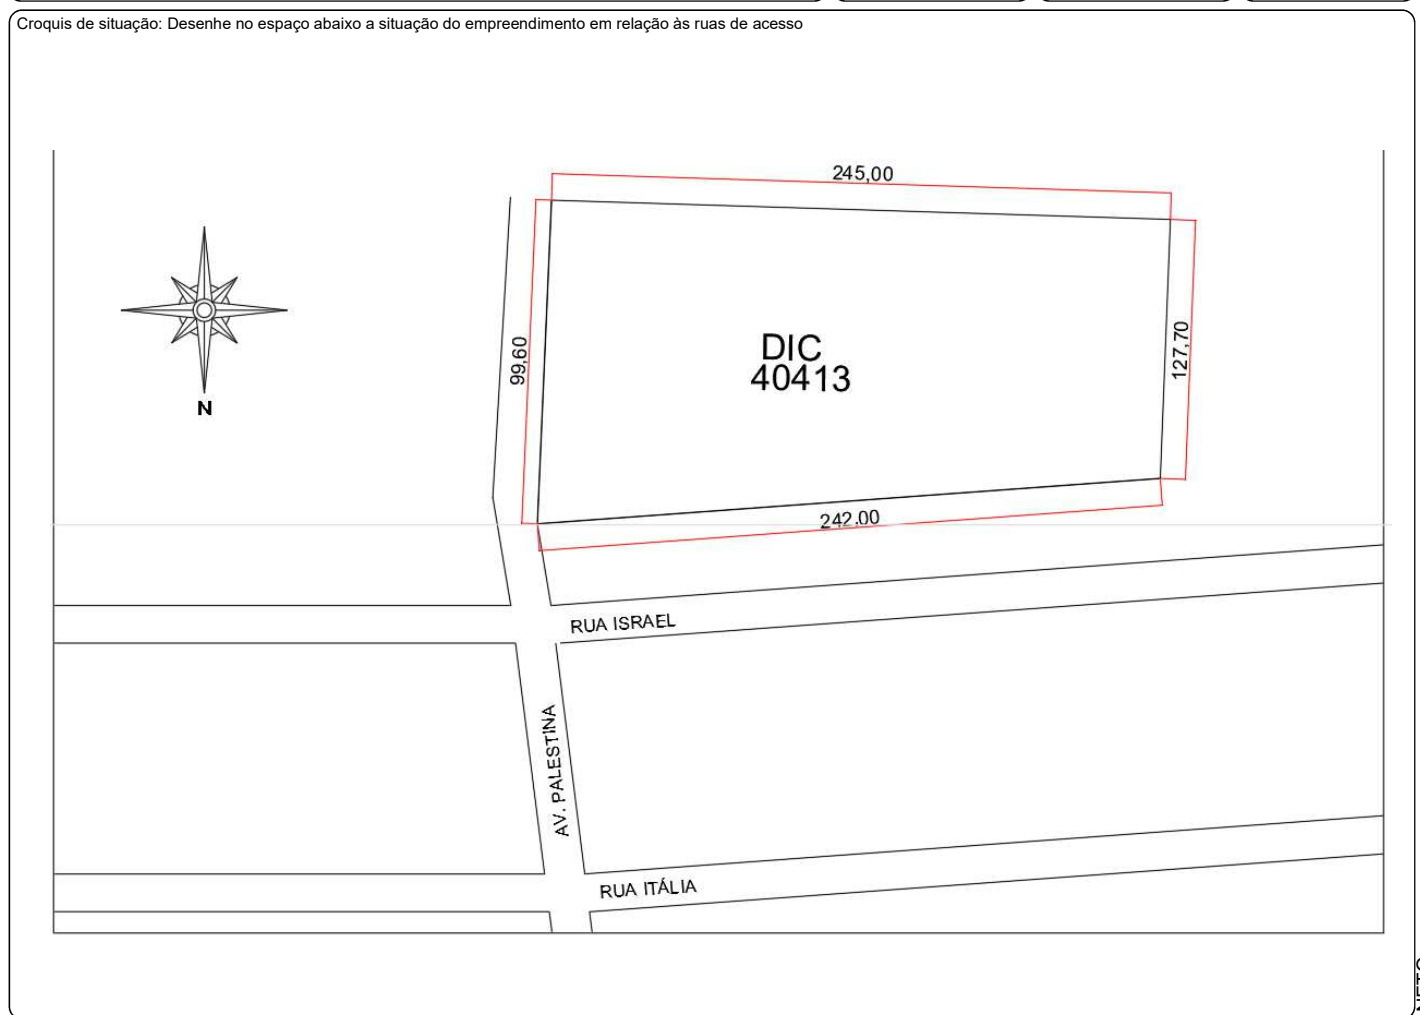 Croquis de situação: Desenhe no espaço abaixo a situação do empreendimento em relação às ruas de acesso
245,00
99,60
DIC
40413
127,70
N
242,00
RUA ISRAEL
AV. PALESTINA
RUA ITÁLIA